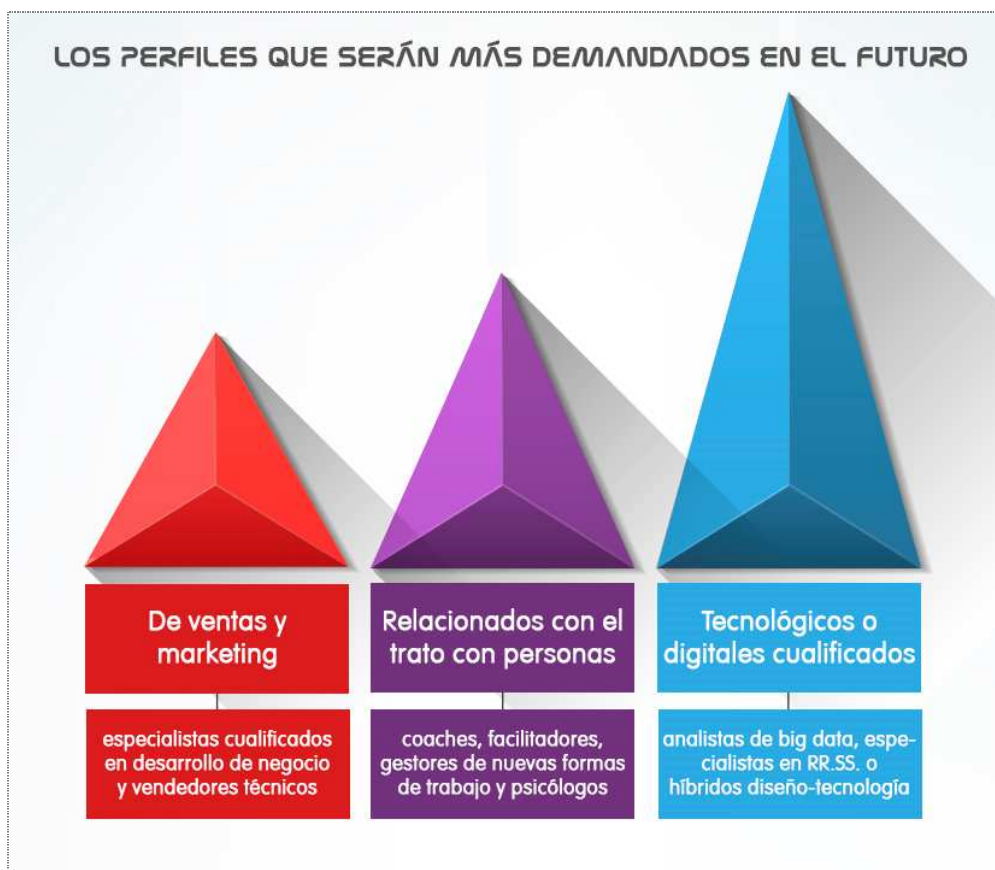 LOS PERFILES QUE SERÁN MÁS DEMANDADOS EN EL FUTURO
De ventas y
marketing
especialistas cualificados
en desarrollo de negocio
y vendedores técnicos
Relacionados con el
trato con personas
coaches, facilitadores,
gestores de nuevas formas
de trabajo y psicólogos
Tecnológicos o
digitales cualificados
analistas de big data, espe-
cialistas en RR.SS. o
híbridos diseño-tecnología